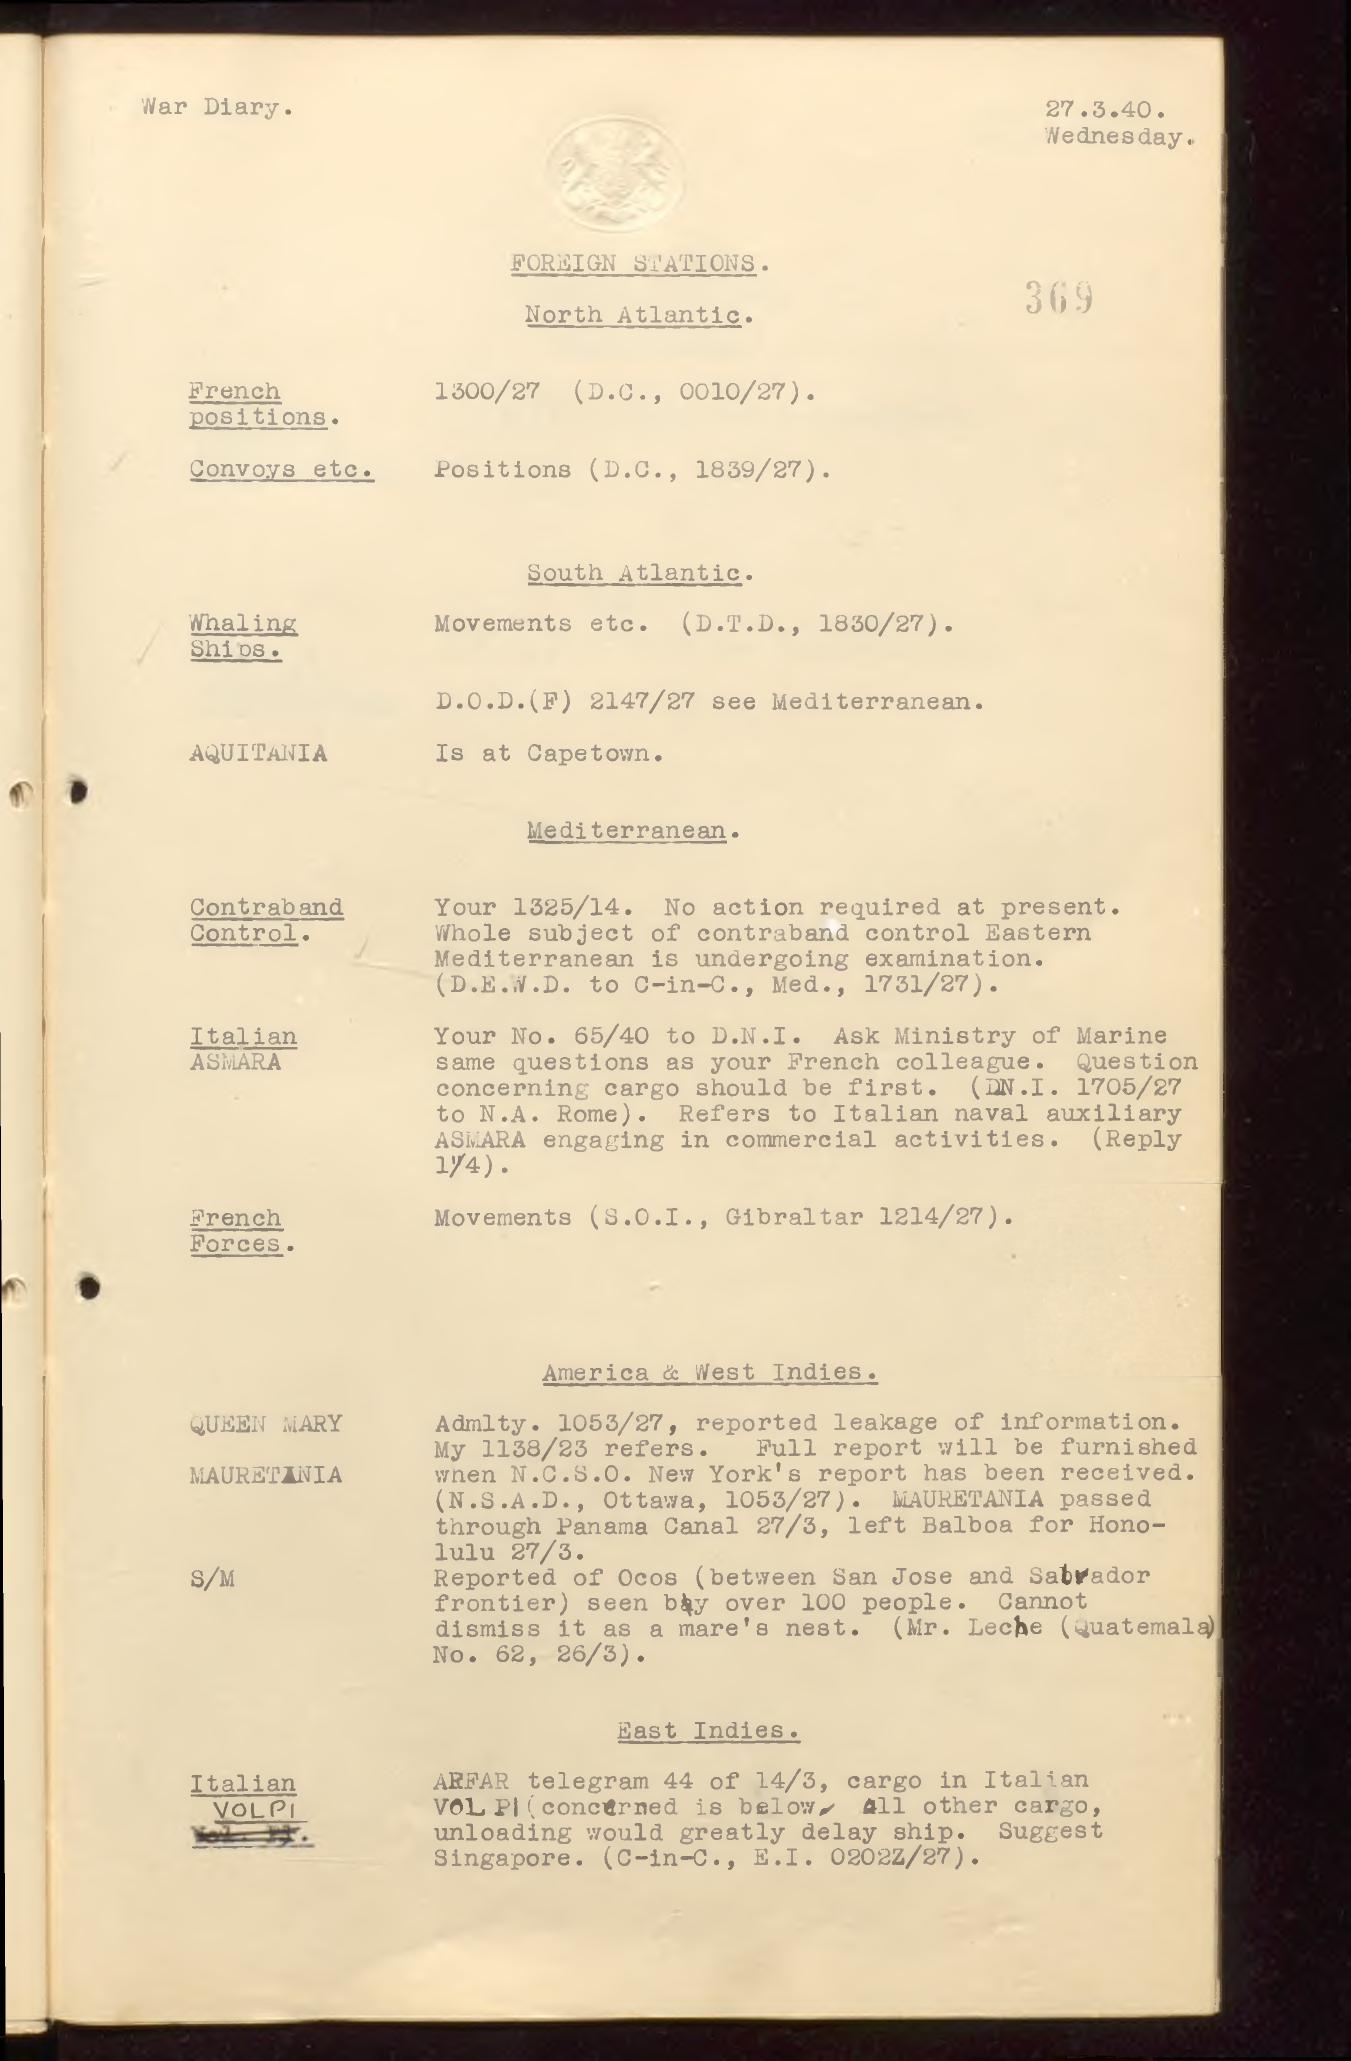 War Diary.
27.3.40.
Wednesday.
FOREIGN STATIONS.
369
North Atlantic.
French 1300/27 (D.C., 0010/27).
positions.
Convoys etc. Positions (D.C., 1839/27).
South Atlantic.
Whaling Movements etc. (D.T.D., 1830/27).
Ships.
D.O.D.(F) 2147/27 see Mediterranean.
AQUITANIA Is at Capetown.
Mediterranean.
Contraband Your 1325/14. No action required at present.
Control. Whole subject of contraband control Eastern
Mediterranean is undergoing examination.
(D.E.W.D. to C-in-C., Med., 1731/27).
Italian Your No. 65/40 to D.N.I. Ask Ministry of Marine
ASMARA same questions as your French colleague. Question
concerning cargo should be first. (DN.I. 1705/27
to N.A. Rome). Refers to Italian naval auxiliary
ASMARA engaging in commercial activities. (Reply
1/4).
French Movements (S.O.I., Gibraltar 1214/27).
Forces.
America & West Indies.
QUEEN MARY Admlty. 1053/27, reported leakage of information.
My 1138/23 refers. Full report will be furnished
MAURETANIA when N.C.S.O. New York's report has been received.
(N.S.A.D., Ottawa, 1053/27). MAURETANIA passed
through Panama Canal 27/3, left Balboa for Hono-
lulu 27/3.
S/M Reported of Ocos (between San Jose and Salvador
frontier) seen by over 100 people. Cannot
dismiss it as a mare's nest. (Mr. Leche (Quatemala)
No. 62, 26/3).
East Indies.
Italian ARFAR telegram 44 of 14/3, cargo in Italian
VOLPI VOLPI (concerned is below, All other cargo,
Vol. PI. unloading would greatly delay ship. Suggest
Singapore. (C-in-C., E.I. 0202Z/27).